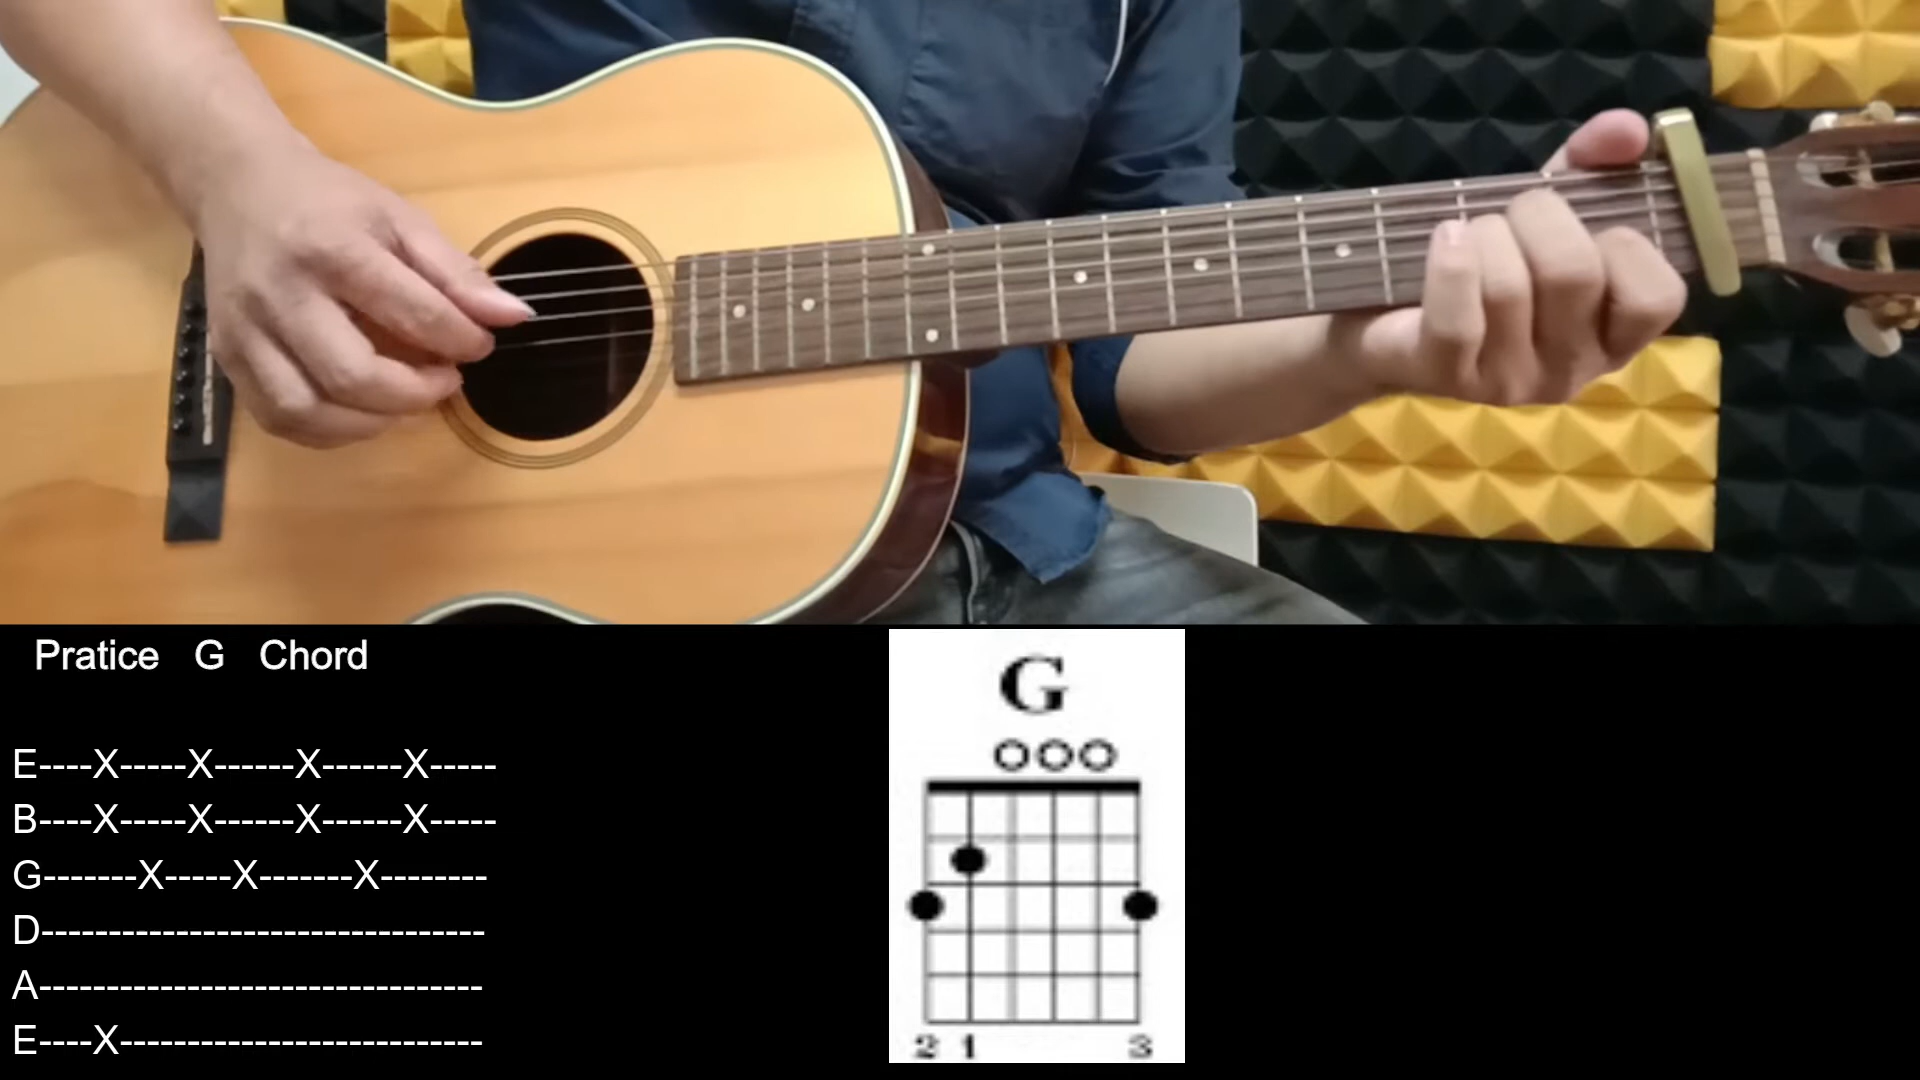 Pratice G Chord
E----X-----X------X------X-----
B----X-----X------X------X-----
G-------X-----X-------X--------
D---------------------------------
A---------------------------------
E----X---------------------------
G
2 1 3